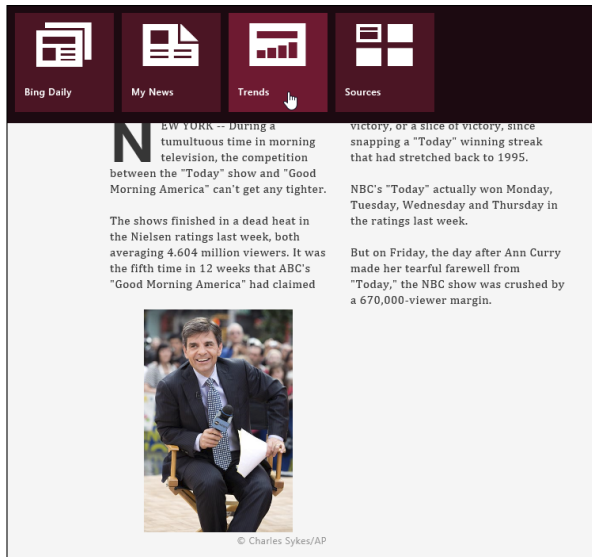 Bing Daily
My News
Trends
Sources
NEW YORK -- During a
tumultuous time in morning
television, the competition
between the "Today" show and "Good
Morning America" can't get any tighter.
The shows finished in a dead heat in
the Nielsen ratings last week, both
averaging 4.604 million viewers. It was
the fifth time in 12 weeks that ABC's
"Good Morning America" had claimed
© Charles Sykes/AP
victory, or a slice of victory, since
snapping a "Today" winning streak
that had stretched back to 1995.
NBC's "Today" actually won Monday,
Tuesday, Wednesday and Thursday in
the ratings last week.
But on Friday, the day after Ann Curry
made her tearful farewell from
"Today," the NBC show was crushed by
a 670,000-viewer margin.